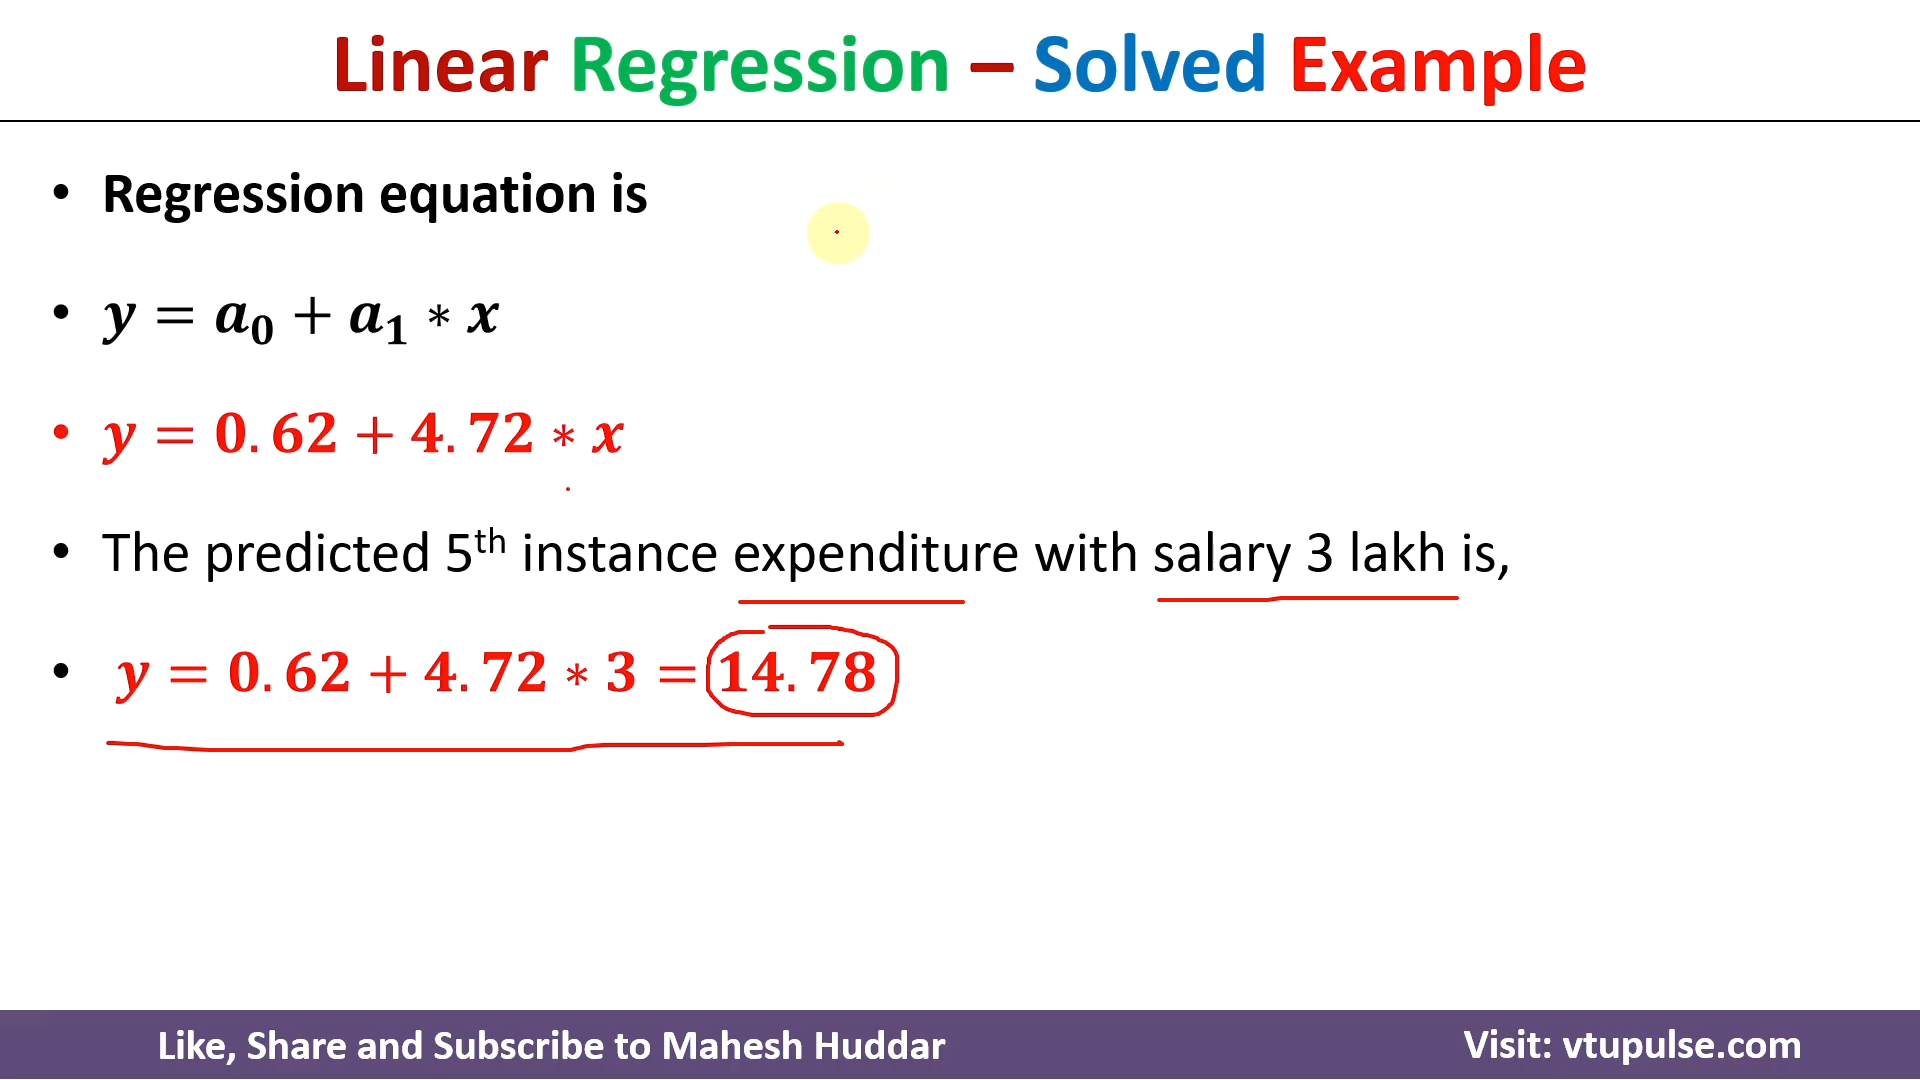 Linear Regression – Solved Example
• Regression equation is
• y = a₀ + a₁ ∗ x
• y = 0.62 + 4.72 ∗ x
• The predicted 5ᵗʰ instance expenditure with salary 3 lakh is,
• y = 0.62 + 4.72 ∗ 3 = 14.78
Like, Share and Subscribe to Mahesh Huddar
Visit: vtupulse.com